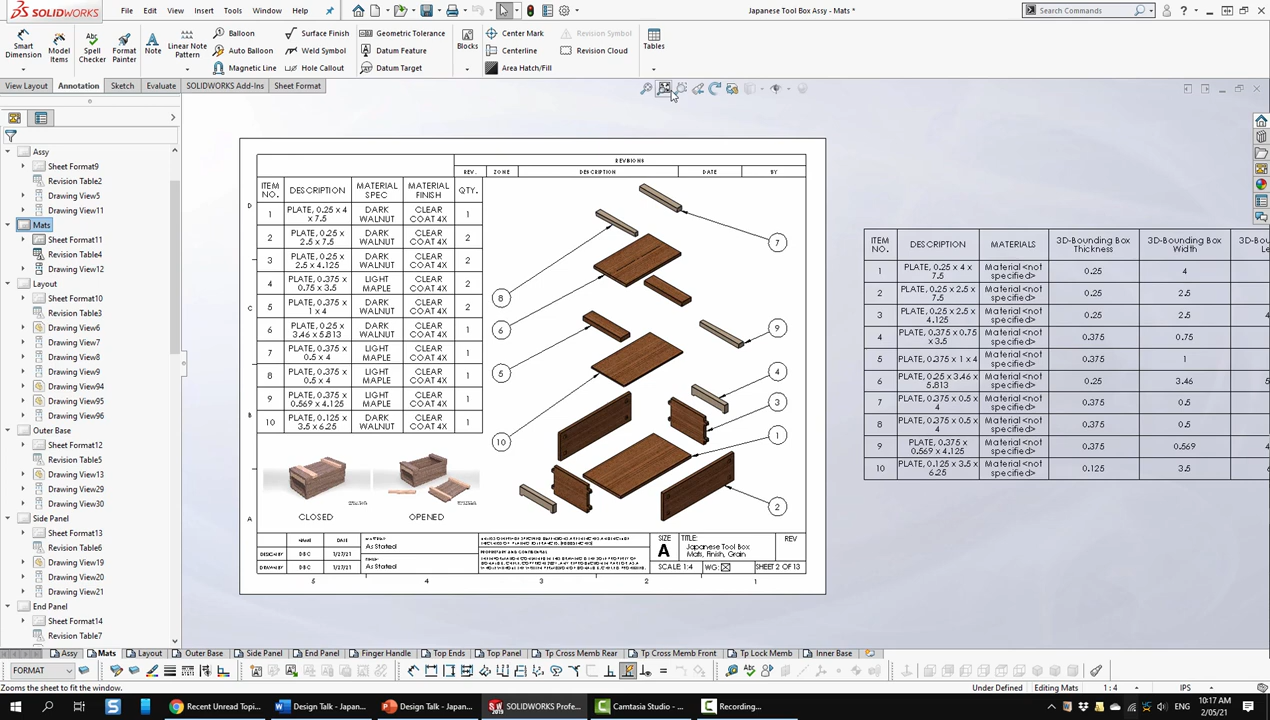 SOLIDWORKS
File
Edit
View
Insert
Tools
Window
Help
Japanese Tool Box Assy - Mats *
Search Commands
Smart
Dimension
Model
Items
Spell
Checker
Format
Painter
Note
Linear Note
Pattern
Balloon
Auto Balloon
Magnetic Line
Surface Finish
Weld Symbol
Hole Callout
Geometric Tolerance
Datum Feature
Datum Target
Blocks
Center Mark
Centerline
Area Hatch/Fill
Revision Symbol
Revision Cloud
Tables
View Layout
Annotation
Sketch
Evaluate
SOLIDWORKS Add-Ins
Sheet Format
Assy
Sheet Format9
Revision Table2
Drawing View5
Drawing View11
Mats
Sheet Format11
Revision Table4
Drawing View12
Layout
Sheet Format10
Revision Table3
Drawing View6
Drawing View7
Drawing View8
Drawing View9
Drawing View94
Drawing View95
Drawing View96
Outer Base
Sheet Format12
Revision Table5
Drawing View13
Drawing View29
Drawing View30
Side Panel
Sheet Format13
Revision Table6
Drawing View19
Drawing View20
Drawing View21
End Panel
Sheet Format14
Revision Table7
REVISIONS
REV. ZONE DESCRIPTION DATE BY
ITEM NO. DESCRIPTION MATERIAL SPEC MATERIAL FINISH QTY.
1 PLATE, 0.25 x 4 x 7.5 DARK WALNUT CLEAR COAT 4X 1
2 PLATE, 0.25 x 2.5 x 7.5 DARK WALNUT CLEAR COAT 4X 2
3 PLATE, 0.25 x 2.5 x 4.125 DARK WALNUT CLEAR COAT 4X 2
4 PLATE, 0.375 x 0.75 x 3.5 LIGHT MAPLE CLEAR COAT 4X 2
5 PLATE, 0.375 x 1 x 4 DARK WALNUT CLEAR COAT 4X 2
6 PLATE, 0.25 x 3.46 x 5.813 DARK WALNUT CLEAR COAT 4X 1
7 PLATE, 0.375 x 0.5 x 4 LIGHT MAPLE CLEAR COAT 4X 1
8 PLATE, 0.375 x 0.5 x 4 LIGHT MAPLE CLEAR COAT 4X 1
9 PLATE, 0.375 x 0.569 x 4.125 LIGHT MAPLE CLEAR COAT 4X 1
10 PLATE, 0.125 x 3.5 x 6.25 DARK WALNUT CLEAR COAT 4X 1
D
C
B
A
7
8
6
9
5
4
3
10
1
2
CLOSED
OPENED
NAME DATE
DBC 1/27/21
DBC 1/27/21
As Stated
As Stated
PROPRIETARY AND CONFIDENTIAL
SIZE
A
TITLE:
Japanese Tool Box
Mats, Finish, Grain
REV
SCALE: 1:4
WG:
SHEET 2 OF 13
5 4 3 2 1
ITEM NO. DESCRIPTION MATERIALS 3D-Bounding Box Thickness 3D-Bounding Box Width 3D-Bou Le
1 PLATE, 0.25 x 4 x 7.5 Material <not specified> 0.25 4
2 PLATE, 0.25 x 2.5 x 7.5 Material <not specified> 0.25 2.5
3 PLATE, 0.25 x 2.5 x 4.125 Material <not specified> 0.25 2.5 4
4 PLATE, 0.375 x 0.75 x 3.5 Material <not specified> 0.375 0.75
5 PLATE, 0.375 x 1 x 4 Material <not specified> 0.375 1
6 PLATE, 0.25 x 3.46 x 5.813 Material <not specified> 0.25 3.46 5
7 PLATE, 0.375 x 0.5 x 4 Material <not specified> 0.375 0.5
8 PLATE, 0.375 x 0.5 x 4 Material <not specified> 0.375 0.5
9 PLATE, 0.375 x 0.569 x 4.125 Material <not specified> 0.375 0.569 4
10 PLATE, 0.125 x 3.5 x 6.25 Material <not specified> 0.125 3.5 6
Assy
Mats
Layout
Outer Base
Side Panel
End Panel
Finger Handle
Top Ends
Top Panel
Tp Cross Memb Rear
Tp Cross Memb Front
Tp Lock Memb
Inner Base
FORMAT
Zooms the sheet to fit the window.
Under Defined
Editing Mats
1 : 4
IPS
Recent Unread Topi...
Design Talk - Japan...
Design Talk - Japan...
SOLIDWORKS Profe...
Camtasia Studio - ...
Recording...
10:17 AM
2/05/21